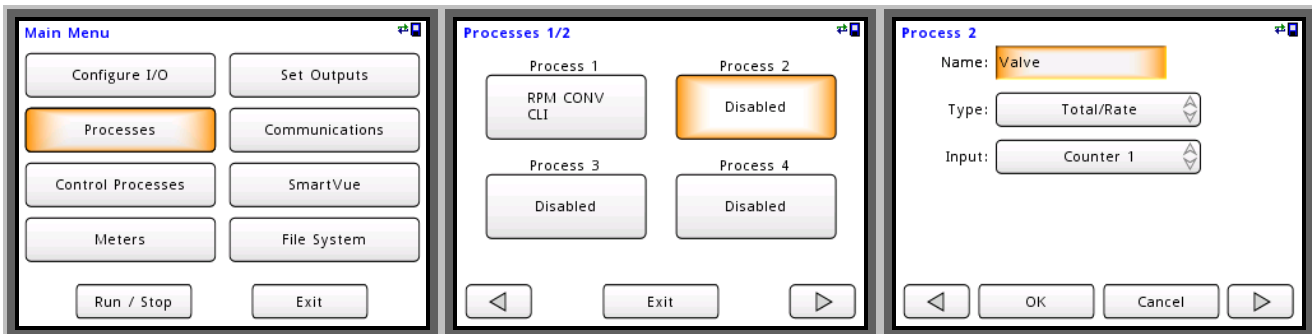 Main Menu
Configure I/O
Set Outputs
Processes
Communications
Control Processes
SmartVue
Meters
File System
Run / Stop
Exit
Processes 1/2
Process 1
Process 2
RPM CONV
CLI
Disabled
Process 3
Process 4
Disabled
Disabled
Exit
Process 2
Name: Valve
Type: Total/Rate
Input: Counter 1
OK
Cancel